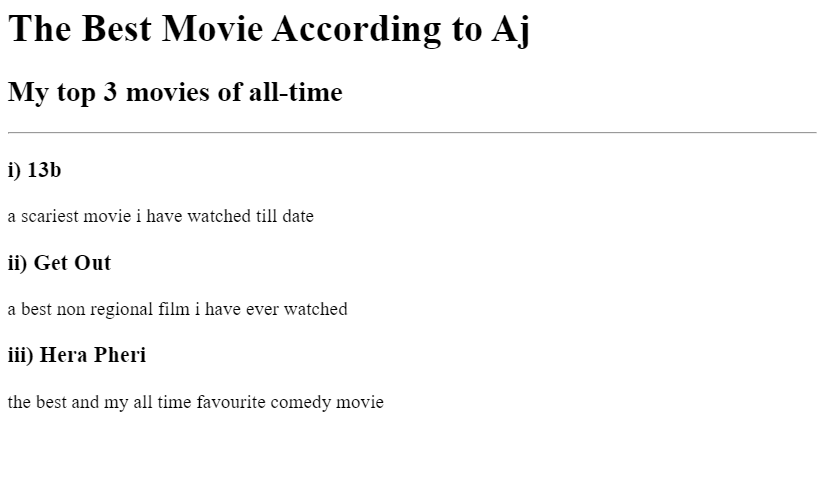 The Best Movie According to Aj
My top 3 movies of all-time
i) 13b
a scariest movie i have watched till date
ii) Get Out
a best non regional film i have ever watched
iii) Hera Pheri
the best and my all time favourite comedy movie